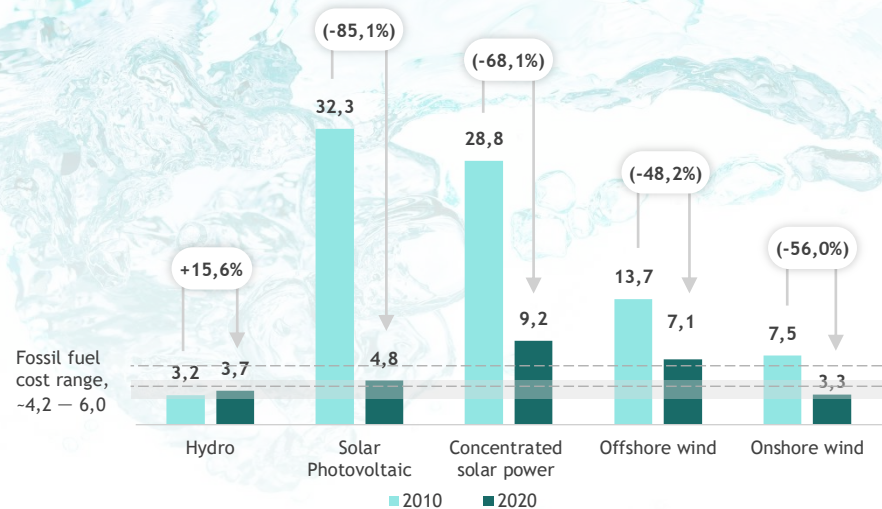 (-85,1%)
(-68,1%)
32,3
28,8
(-48,2%)
(-56,0%)
+15,6%
13,7
9,2
7,1
7,5
Fossil fuel
cost range,
~4,2 — 6,0
3,2
3,7
4,8
3,3
Hydro
Solar
Photovoltaic
Concentrated
solar power
Offshore wind
Onshore wind
2010
2020